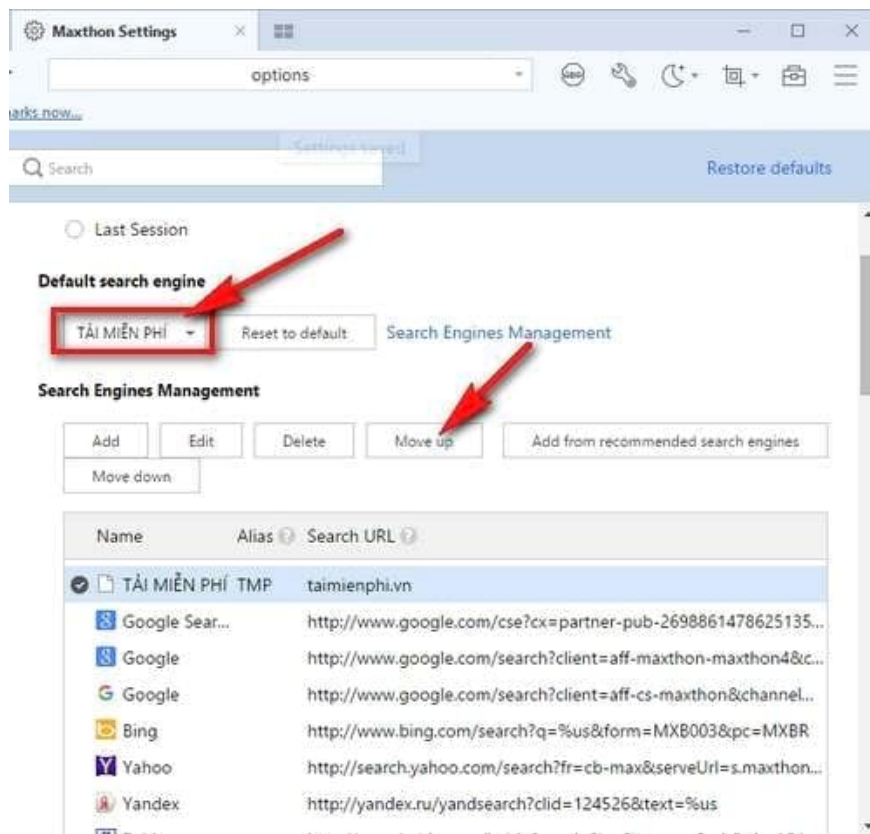 Maxthon Settings
options
arks now...
Settings saved
Search
Restore defaults
Last Session
Default search engine
TẢI MIỄN PHÍ
Reset to default
Search Engines Management
Search Engines Management
Add
Edit
Delete
Move up
Add from recommended search engines
Move down
Name Alias Search URL
TẢI MIỄN PHÍ TMP taimienphi.vn
Google Sear... http://www.google.com/cse?cx=partner-pub-2698861478625135...
Google http://www.google.com/search?client=aff-maxthon-maxthon4&c...
Google http://www.google.com/search?client=aff-cs-maxthon&channel...
Bing http://www.bing.com/search?q=%us&form=MXB003&pc=MXBR
Yahoo http://search.yahoo.com/search?fr=cb-max&serveUrl=s.maxthon...
Yandex http://yandex.ru/yandsearch?clid=124526&text=%us